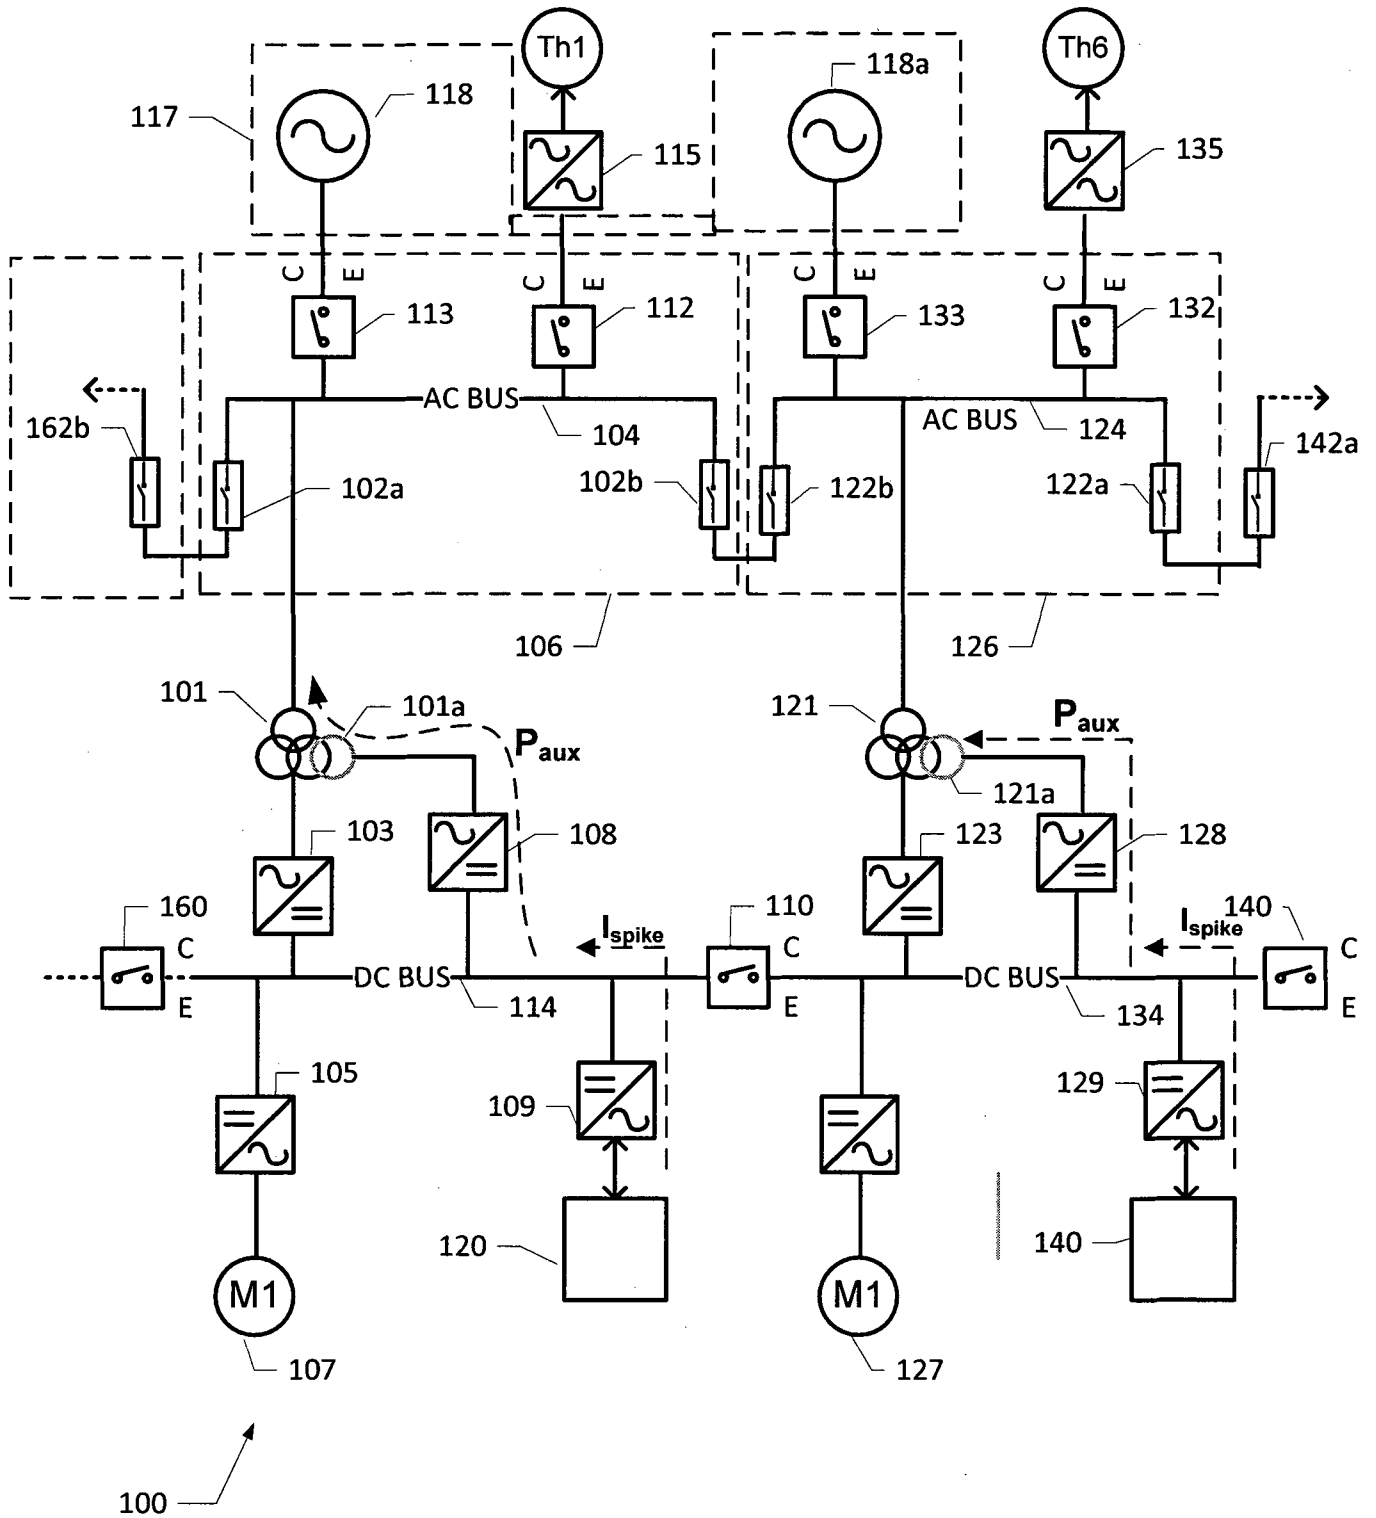 Th1
Th6
118a
118
117
115
135
C E
C E
C E
C E
113
112
133
132
AC BUS
AC BUS
162b
104
124
142a
102a
102b
122b
122a
106
126
101
101a
121
Paux
Paux
121a
103
108
123
128
160
110
140
C
Ispike
C
Ispike
C
DC BUS
DC BUS
E
114
E
134
E
105
109
129
120
140
M1
M1
107
127
100